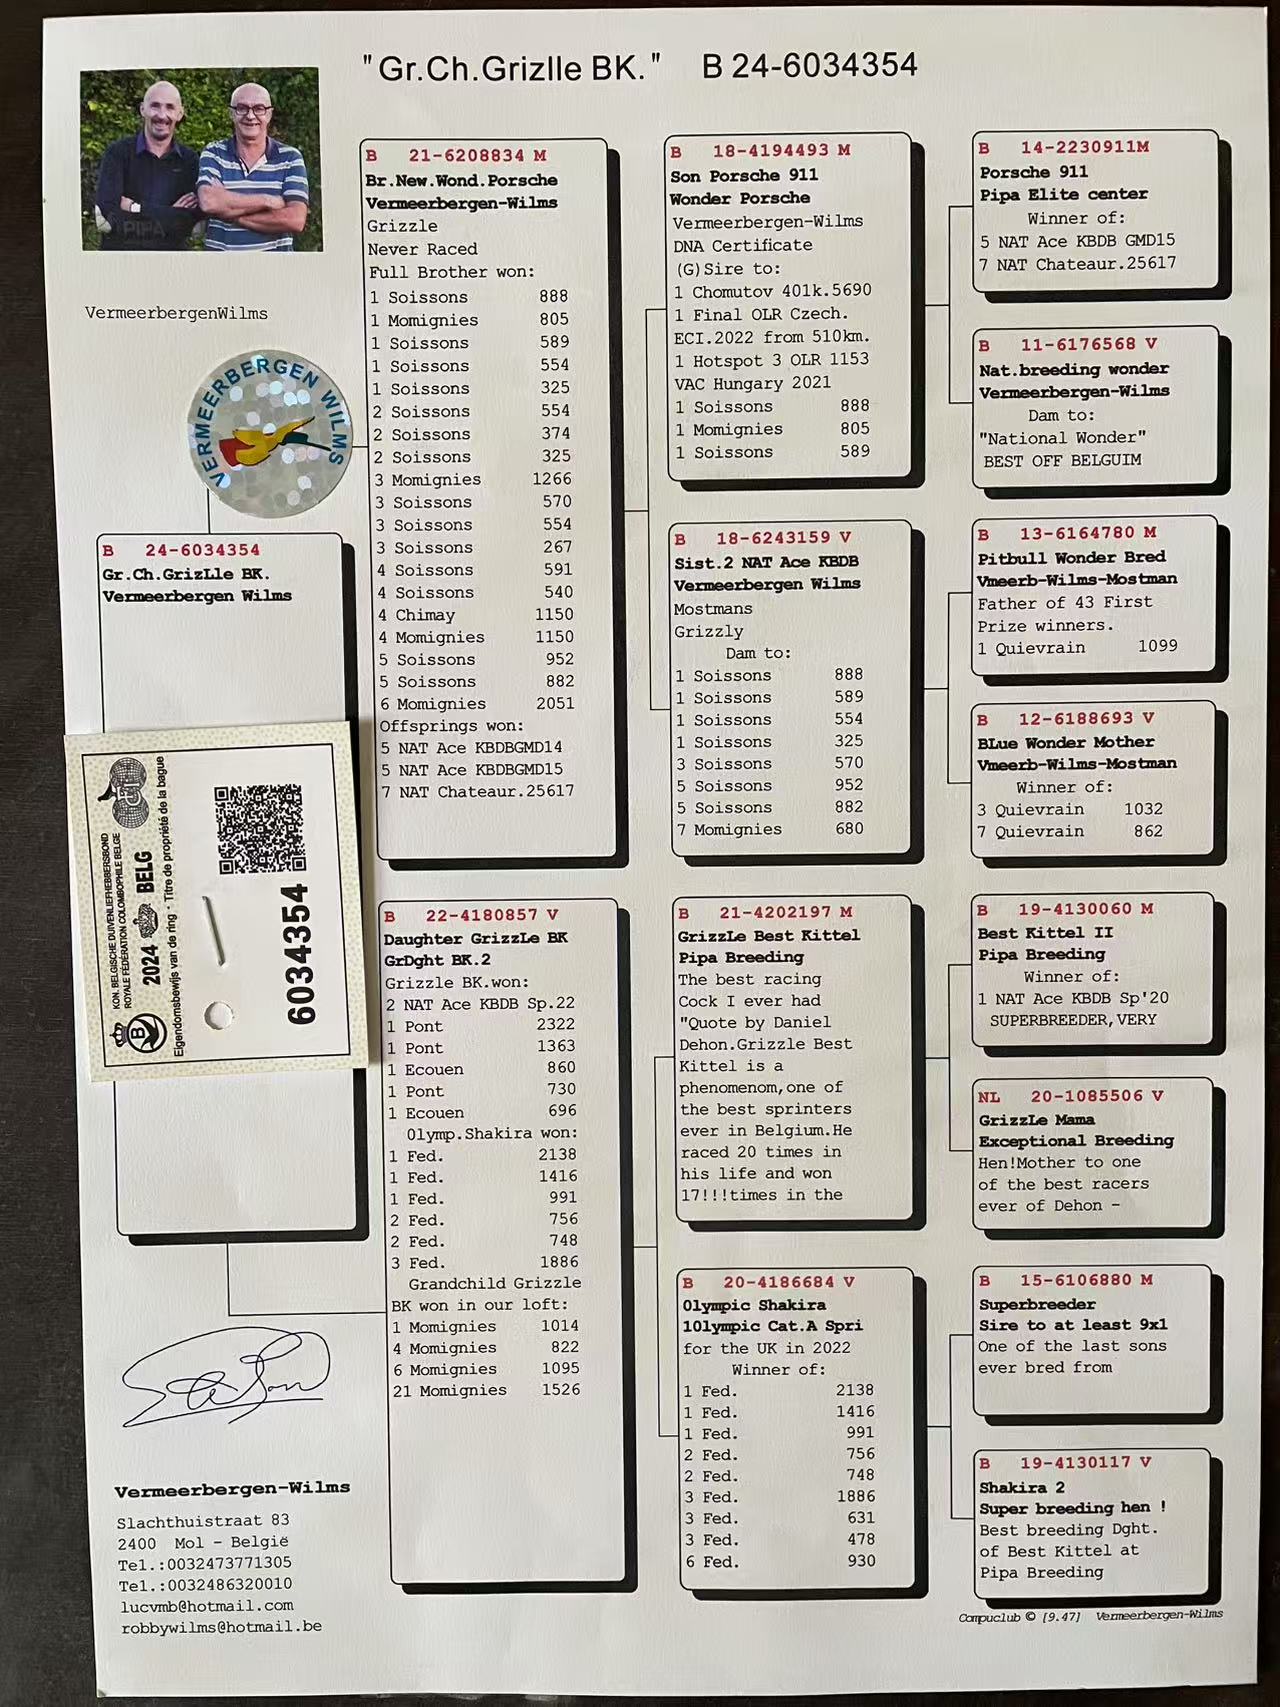 "Gr.Ch.Grizlle BK."   B 24-6034354
PIPA
VermeerbergenWilms
VERMEERBERGEN WILMS
B 24-6034354
Gr.Ch.GrizLle BK.
Vermeerbergen Wilms
KON. BELGISCHE DUIVENLIEFHEBBERSBOND
ROYALE FÉDÉRATION COLOMBOPHILE BELGE
2024 BELG
Eigendomsbewijs van de ring - Titre de propriété de la bague
6034354
B
Vermeerbergen-Wilms
Slachthuistraat 83
2400 Mol - België
Tel.:0032473771305
Tel.:0032486320010
lucvmb@hotmail.com
robbywilms@hotmail.be
B 21-6208834 M
Br.New.Wond.Porsche
Vermeerbergen-Wilms
Grizzle
Never Raced
Full Brother won:
1 Soissons 888
1 Momignies 805
1 Soissons 589
1 Soissons 554
1 Soissons 325
2 Soissons 554
2 Soissons 374
2 Soissons 325
3 Momignies 1266
3 Soissons 570
3 Soissons 554
3 Soissons 267
4 Soissons 591
4 Soissons 540
4 Chimay 1150
4 Momignies 1150
5 Soissons 952
5 Soissons 882
6 Momignies 2051
Offsprings won:
5 NAT Ace KBDBGMD14
5 NAT Ace KBDBGMD15
7 NAT Chateaur.25617
B 22-4180857 V
Daughter GrizzLe BK
GrDght BK.2
Grizzle BK.won:
2 NAT Ace KBDB Sp.22
1 Pont 2322
1 Pont 1363
1 Ecouen 860
1 Pont 730
1 Ecouen 696
Olymp.Shakira won:
1 Fed. 2138
1 Fed. 1416
1 Fed. 991
2 Fed. 756
2 Fed. 748
3 Fed. 1886
Grandchild Grizzle
BK won in our loft:
1 Momignies 1014
4 Momignies 822
6 Momignies 1095
21 Momignies 1526
B 18-4194493 M
Son Porsche 911
Wonder Porsche
Vermeerbergen-Wilms
DNA Certificate
(G)Sire to:
1 Chomutov 401k.5690
1 Final OLR Czech.
ECI.2022 from 510km.
1 Hotspot 3 OLR 1153
VAC Hungary 2021
1 Soissons 888
1 Momignies 805
1 Soissons 589
B 18-6243159 V
Sist.2 NAT Ace KBDB
Vermeerbergen Wilms
Mostmans
Grizzly
Dam to:
1 Soissons 888
1 Soissons 589
1 Soissons 554
1 Soissons 325
3 Soissons 570
5 Soissons 952
5 Soissons 882
7 Momignies 680
B 21-4202197 M
GrizzLe Best Kittel
Pipa Breeding
The best racing
Cock I ever had
"Quote by Daniel
Dehon.Grizzle Best
Kittel is a
phenomenom,one of
the best sprinters
ever in Belgium.He
raced 20 times in
his life and won
17!!!times in the
B 20-4186684 V
Olympic Shakira
1Olympic Cat.A Spri
for the UK in 2022
Winner of:
1 Fed. 2138
1 Fed. 1416
1 Fed. 991
2 Fed. 756
2 Fed. 748
3 Fed. 1886
3 Fed. 631
3 Fed. 478
6 Fed. 930
B 14-2230911M
Porsche 911
Pipa Elite center
Winner of:
5 NAT Ace KBDB GMD15
7 NAT Chateaur.25617
B 11-6176568 V
Nat.breeding wonder
Vermeerbergen-Wilms
Dam to:
"National Wonder"
BEST OFF BELGUIM
B 13-6164780 M
Pitbull Wonder Bred
Vmeerb-Wilms-Mostman
Father of 43 First
Prize winners.
1 Quievrain 1099
B 12-6188693 V
BLue Wonder Mother
Vmeerb-Wilms-Mostman
Winner of:
3 Quievrain 1032
7 Quievrain 862
B 19-4130060 M
Best Kittel II
Pipa Breeding
Winner of:
1 NAT Ace KBDB Sp'20
SUPERBREEDER,VERY
NL 20-1085506 V
GrizzLe Mama
Exceptional Breeding
Hen!Mother to one
of the best racers
ever of Dehon -
B 15-6106880 M
Superbreeder
Sire to at least 9x1
One of the last sons
ever bred from
B 19-4130117 V
Shakira 2
Super breeding hen !
Best breeding Dght.
of Best Kittel at
Pipa Breeding
Compuclub © [9.47] Vermeerbergen-Wilms